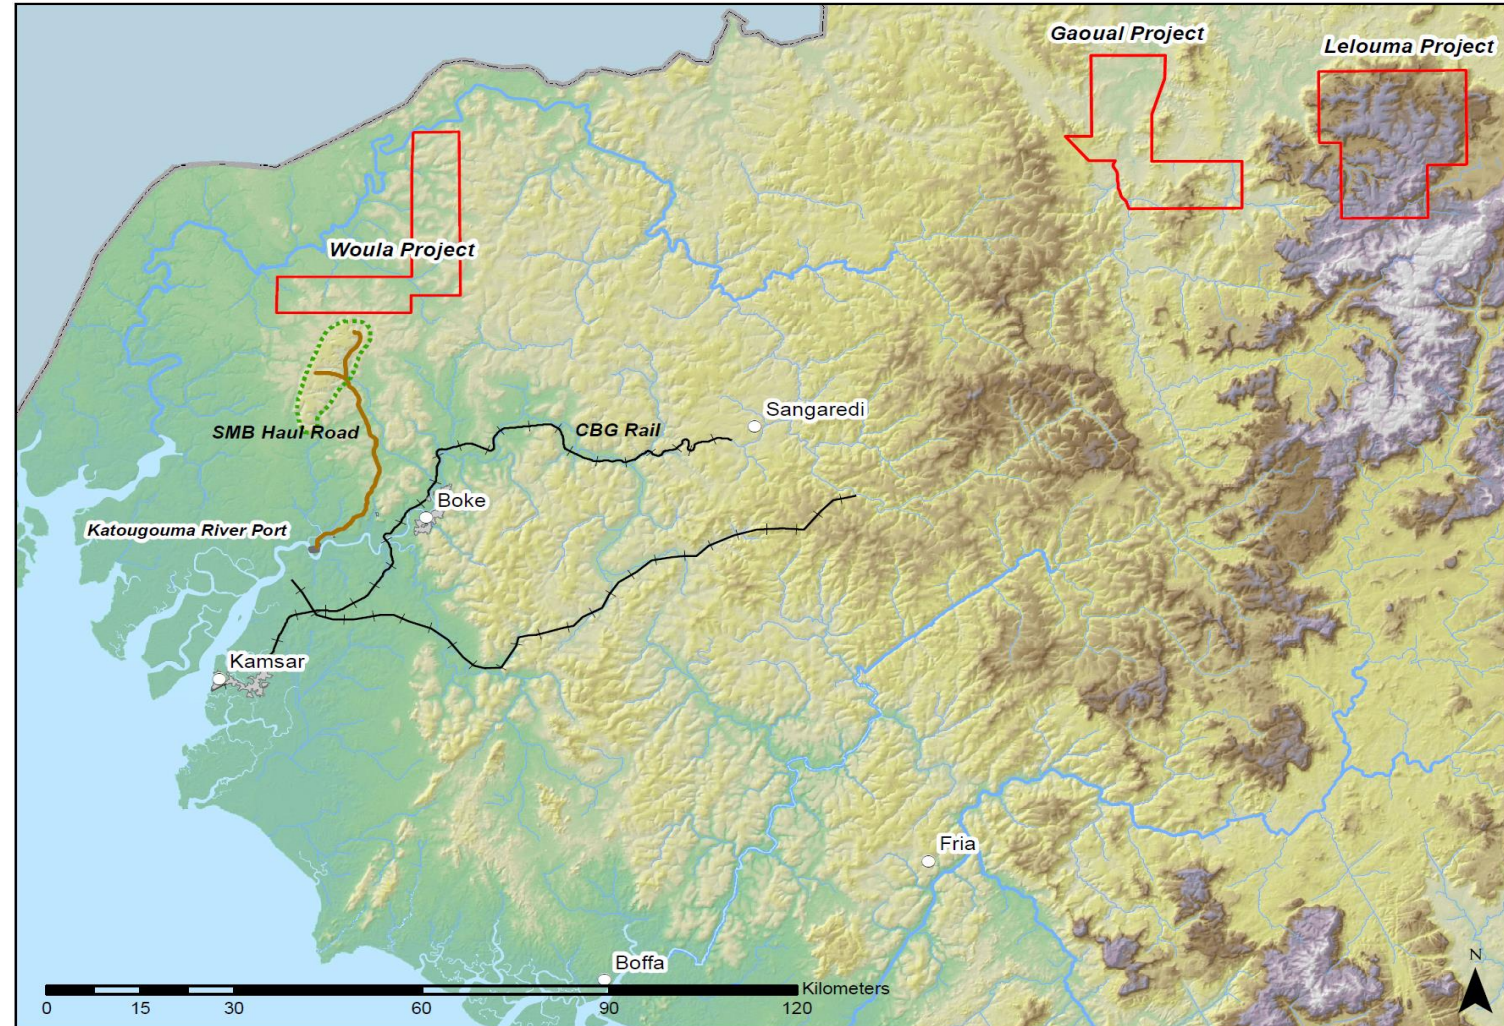 Gaoual Project
Lelouma Project
Woula Project
Sangaredi
CBG Rail
SMB Haul Road
Boke
Katougouma River Port
Kamsar
Fria
Boffa
N
Kilometers
0 15 30 60 90 120